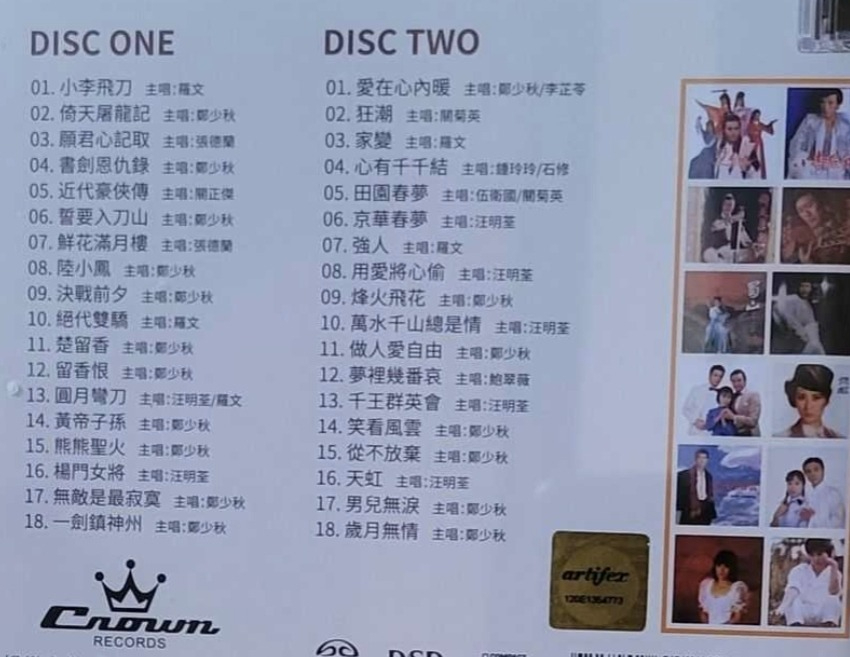 DISC ONE
01. 小李飛刀 主唱:羅文
02. 倚天屠龍記 主唱:鄭少秋
03. 願君心記取 主唱:張德蘭
04. 書劍恩仇錄 主唱:鄭少秋
05. 近代豪俠傳 主唱:關正傑
06. 誓要入刀山 主唱:鄭少秋
07. 鮮花滿月樓 主唱:張德蘭
08. 陸小鳳 主唱:鄭少秋
09. 決戰前夕 主唱:鄭少秋
10. 絕代雙驕 主唱:羅文
11. 楚留香 主唱:鄭少秋
12. 留香恨 主唱:鄭少秋
13. 圓月彎刀 主唱:汪明荃/羅文
14. 黃帝子孫 主唱:鄭少秋
15. 熊熊聖火 主唱:鄭少秋
16. 楊門女將 主唱:汪明荃
17. 無敵是最寂寞 主唱:鄭少秋
18. 一劍鎮神州 主唱:鄭少秋
DISC TWO
01. 愛在心內暖 主唱:鄭少秋/李芷苓
02. 狂潮 主唱:關菊英
03. 家變 主唱:羅文
04. 心有千千結 主唱:鍾玲玲/石修
05. 田園春夢 主唱:伍衛國/關菊英
06. 京華春夢 主唱:汪明荃
07. 強人 主唱:羅文
08. 用愛將心偷 主唱:汪明荃
09. 烽火飛花 主唱:鄭少秋
10. 萬水千山總是情 主唱:汪明荃
11. 做人愛自由 主唱:鄭少秋
12. 夢裡幾番哀 主唱:鮑翠薇
13. 千王群英會 主唱:汪明荃
14. 笑看風雲 主唱:鄭少秋
15. 從不放棄 主唱:鄭少秋
16. 天虹 主唱:汪明荃
17. 男兒無淚 主唱:鄭少秋
18. 歲月無情 主唱:鄭少秋
Crown
RECORDS
artifex
120E1354773
DSD
COMPACT